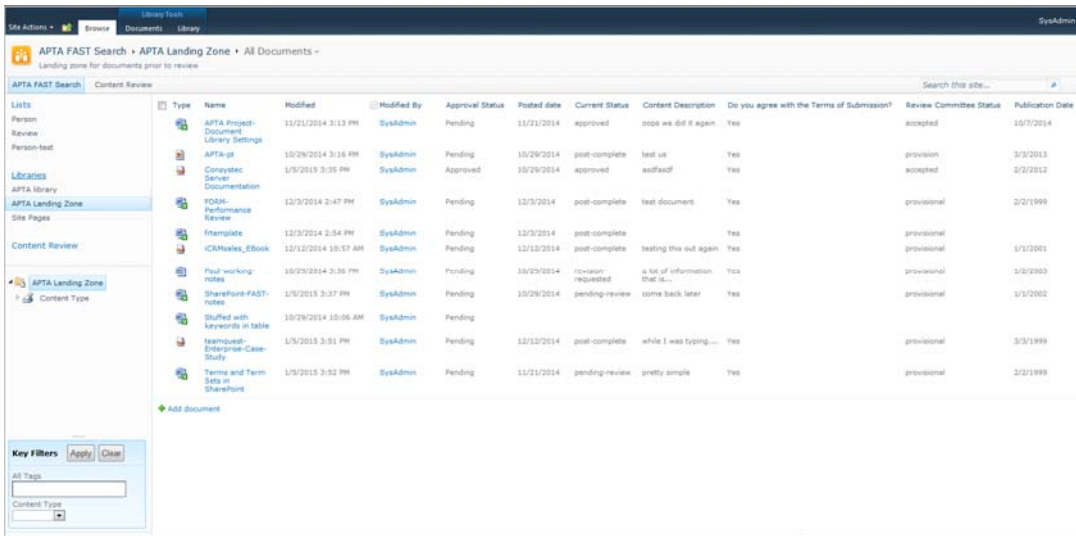 Library Tools
Site Actions Browse Documents Library SysAdmin
APTA FAST Search APTA Landing Zone All Documents
Landing zone for documents prior to review
APTA FAST Search Content Review Search this site...
Lists
Person
Review
Person-test
Libraries
APTA library
APTA Landing Zone
Site Pages
Content Review
APTA Landing Zone
Content Type
Type Name Modified Modified By Approval Status Posted date Current Status Content Description Do you agree with the Terms of Submission? Review Committee Status Publication Date
APTA Project- 11/21/2014 3:13 PM SysAdmin Pending 11/21/2014 approved oops we did it again Yes accepted 10/7/2014
Document
Library Settings
APTA-pt 10/29/2014 3:16 PM SysAdmin Pending 10/29/2014 post-complete test us Yes provision 3/3/2013
Consystec 1/5/2015 3:35 PM SysAdmin Approved 10/29/2014 approved asdfasdf Yes accepted 2/2/2012
Server
Documentation
FORM- 12/3/2014 2:47 PM SysAdmin Pending 12/3/2014 post-complete test document Yes provisional 2/2/1999
Performance
Review
frtemplate 12/3/2014 2:54 PM SysAdmin Pending 12/3/2014 post-complete Yes provisional
iCRMsales_EBook 12/12/2014 10:57 AM SysAdmin Pending 12/12/2014 post-complete testing this out again Yes provisional 1/1/2001
working- 10/29/2014 3:36 PM SysAdmin Pending 10/29/2014 revision- a lot of information Yes provisional
notes requested that is...
SharePoint-FAST- 1/5/2015 3:37 PM SysAdmin Pending 10/29/2014 pending-review come back later Yes provisional 1/1/2002
notes
Stuffed with 10/29/2014 10:06 AM SysAdmin Pending
keywords in table
teamquest- 1/5/2015 3:51 PM SysAdmin Pending 12/12/2014 post-complete while I was typing.... Yes provisional 3/3/1999
Enterprise-Case-
Study
Terms and Term 1/5/2015 3:52 PM SysAdmin Pending 11/21/2014 pending-review pretty simple Yes provisional 2/2/1999
Sets in
SharePoint
Add document
Key Filters Apply Clear
All Tags
Content Type